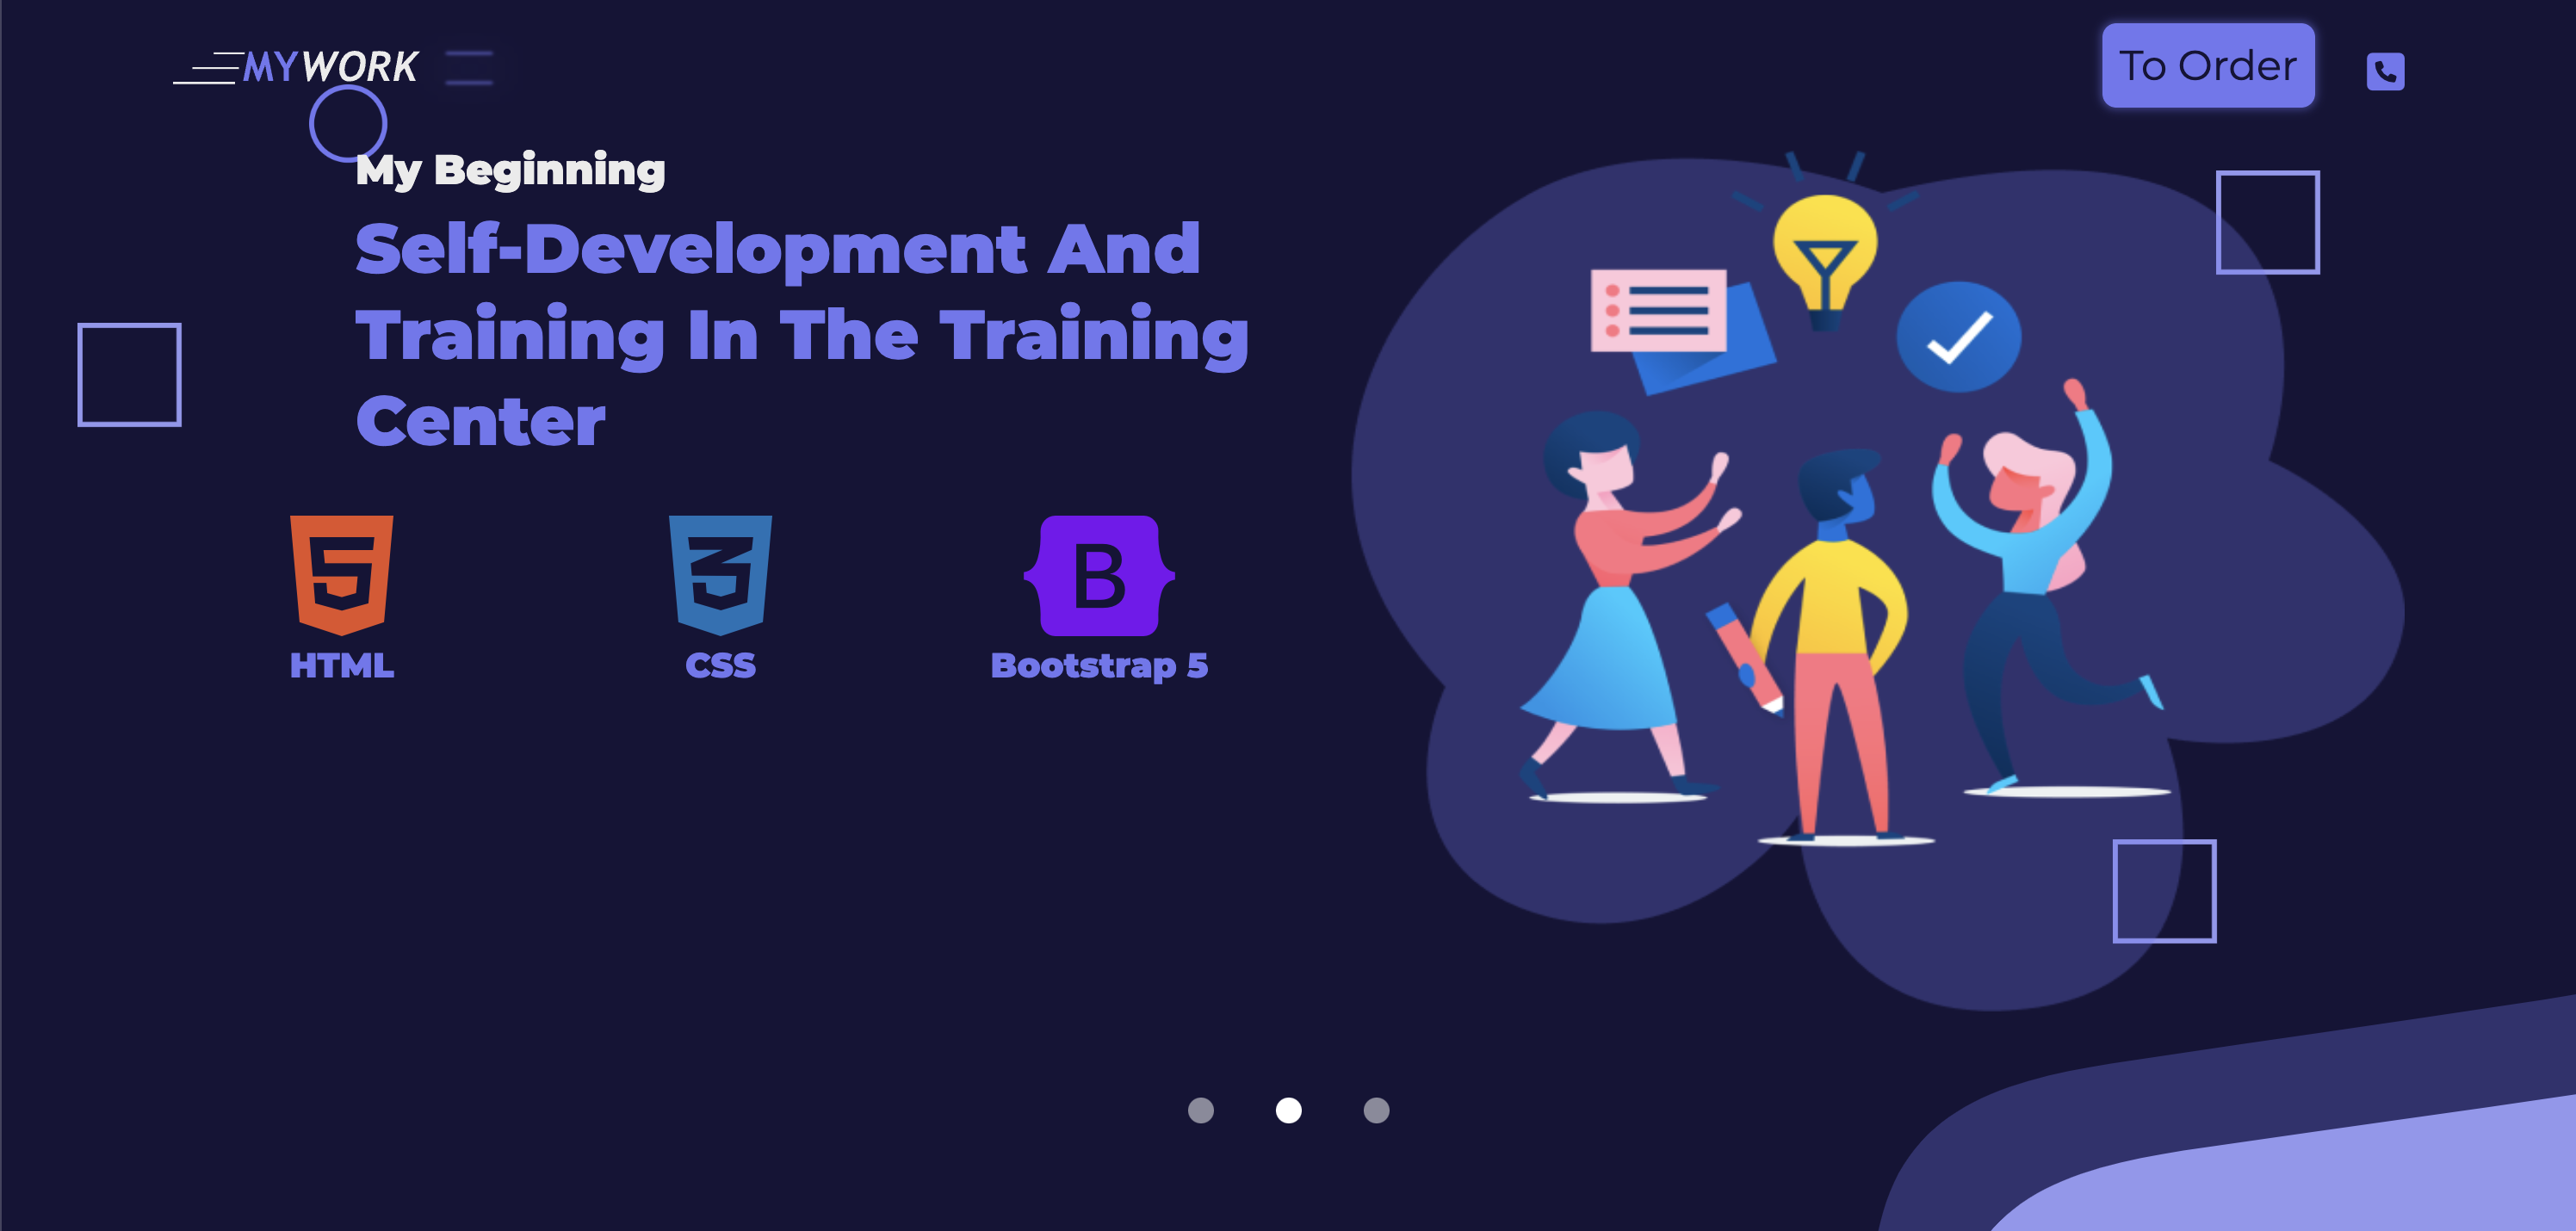 MYWORK
To Order
My Beginning
Self-Development And
Training In The Training
Center
5
3
B
HTML
CSS
Bootstrap 5